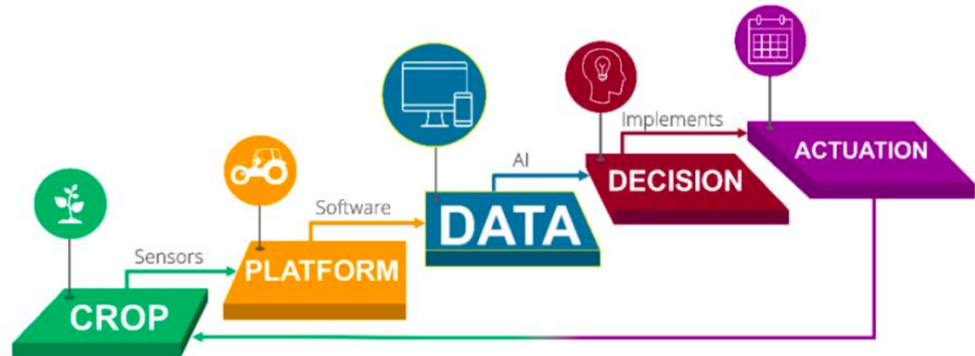 CROP
Sensors
PLATFORM
Software
DATA
AI
DECISION
Implements
ACTUATION